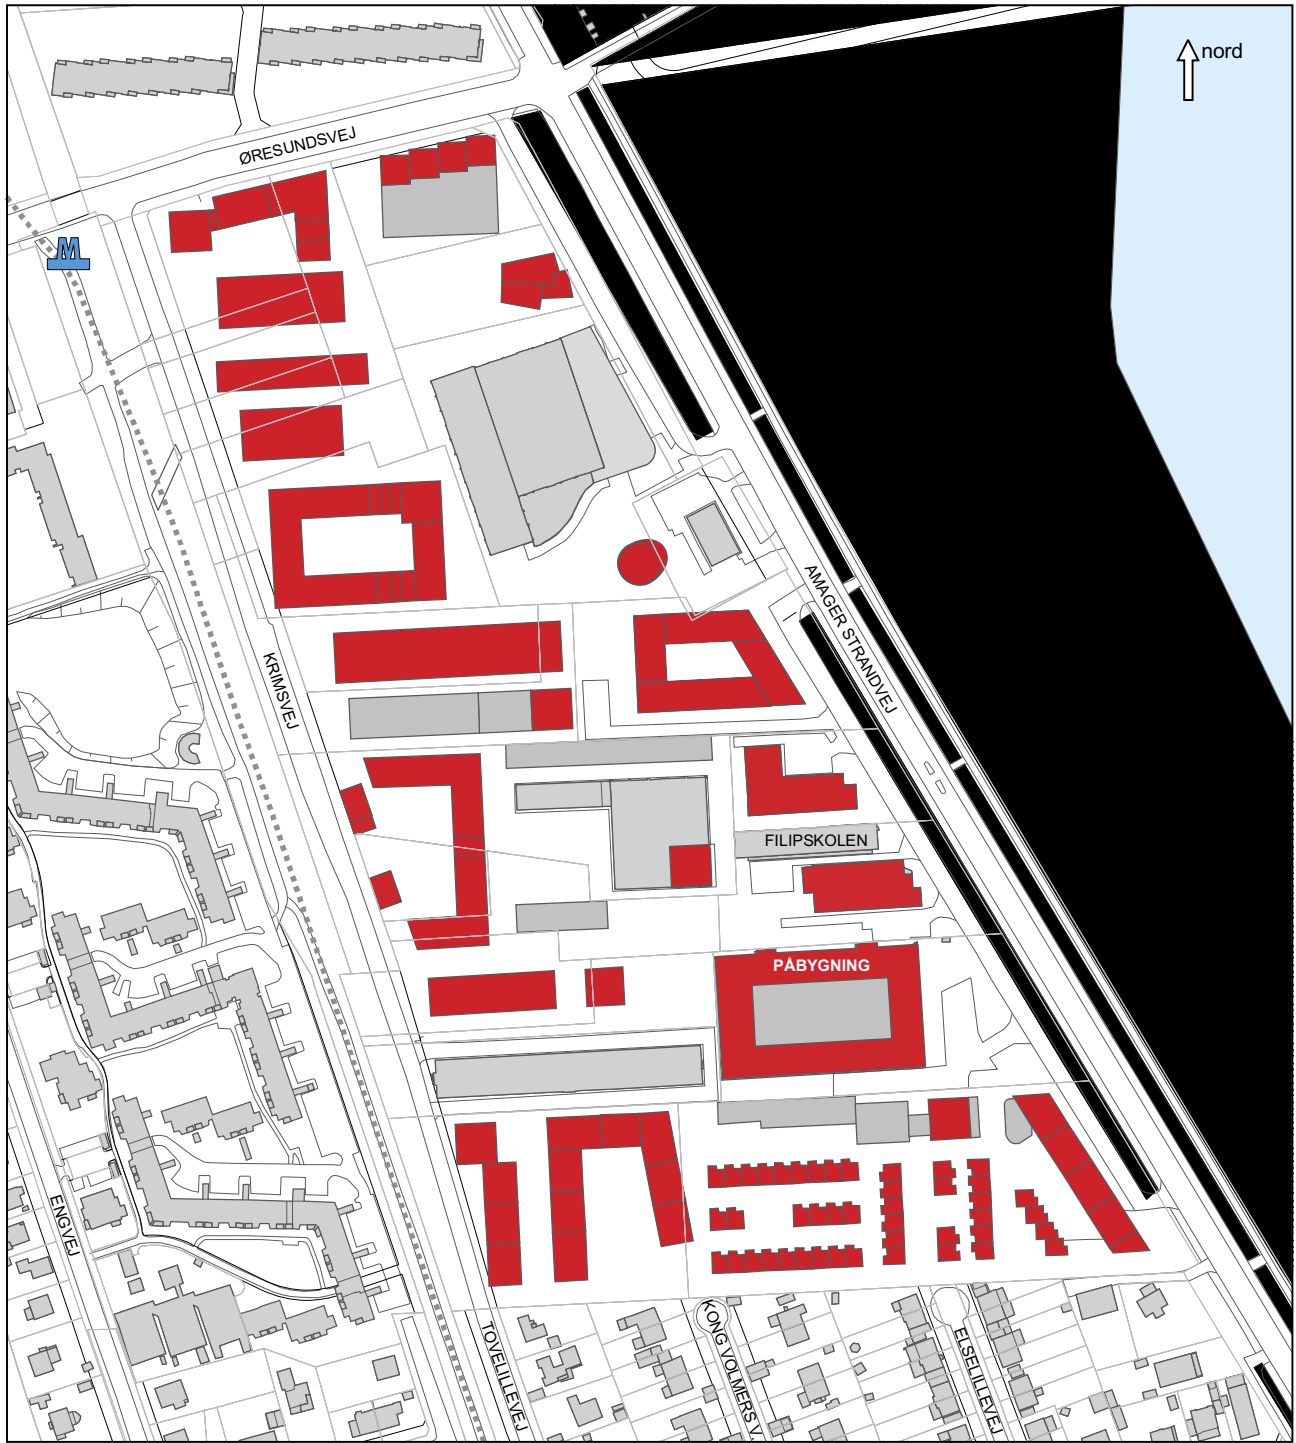 nord
ØRESUNDSVEJ
M
AMAGER STRANDVEJ
KRIMSVEJ
FILIPSKOLEN
PÅBYGNING
ENGVEJ
TOVELILLEVEJ
KONG VOLMERS V.
ELSELILLEVEJ